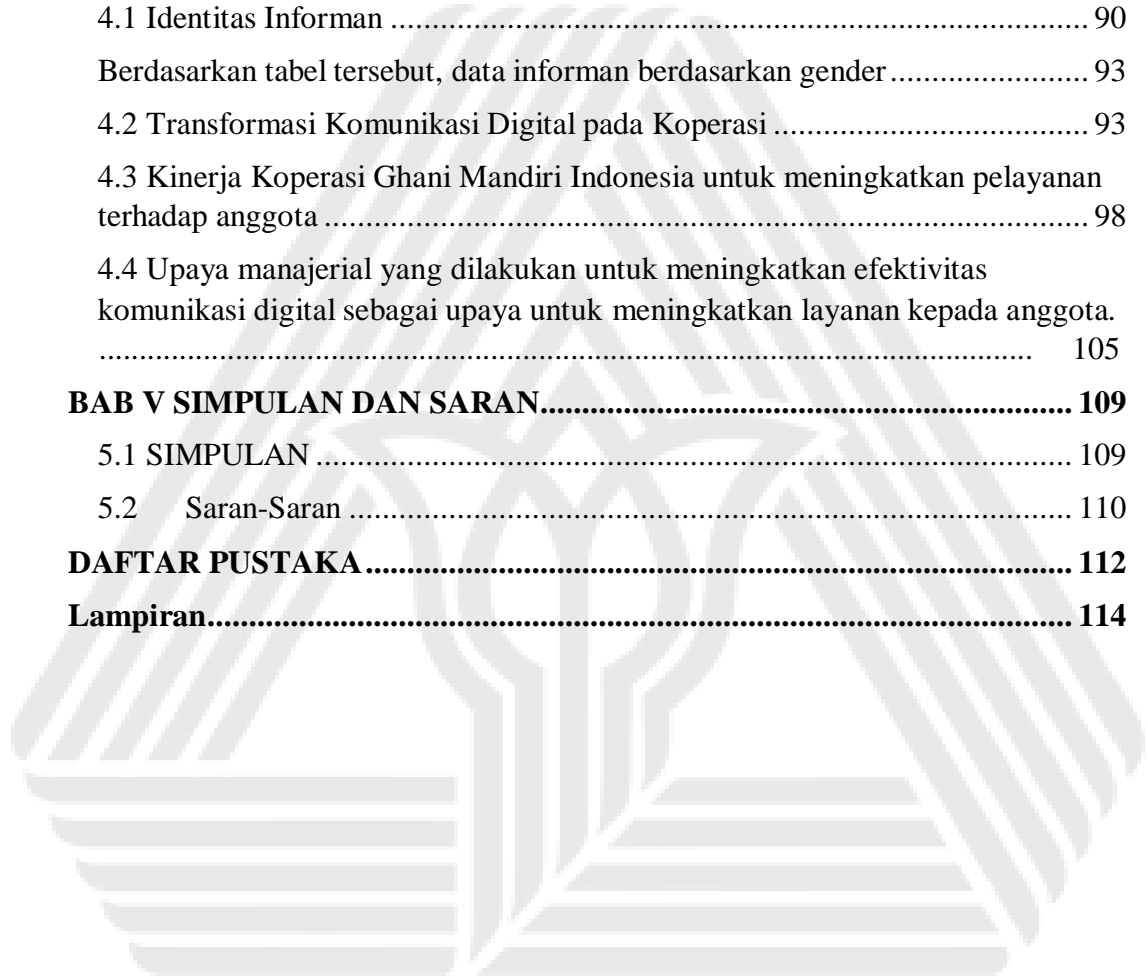 4.1 Identitas Informan ........................................................................................ 90
Berdasarkan tabel tersebut, data informan berdasarkan gender ......................... 93
4.2 Transformasi Komunikasi Digital pada Koperasi ........................................ 93
4.3 Kinerja Koperasi Ghani Mandiri Indonesia untuk meningkatkan pelayanan
terhadap anggota ................................................................................................. 98
4.4 Upaya manajerial yang dilakukan untuk meningkatkan efektivitas
komunikasi digital sebagai upaya untuk meningkatkan layanan kepada anggota.
...................................................................................................................... 105
BAB V SIMPULAN DAN SARAN.................................................................... 109
5.1 SIMPULAN ................................................................................................ 109
5.2 Saran-Saran ............................................................................................ 110
DAFTAR PUSTAKA.......................................................................................... 112
Lampiran.............................................................................................................. 114